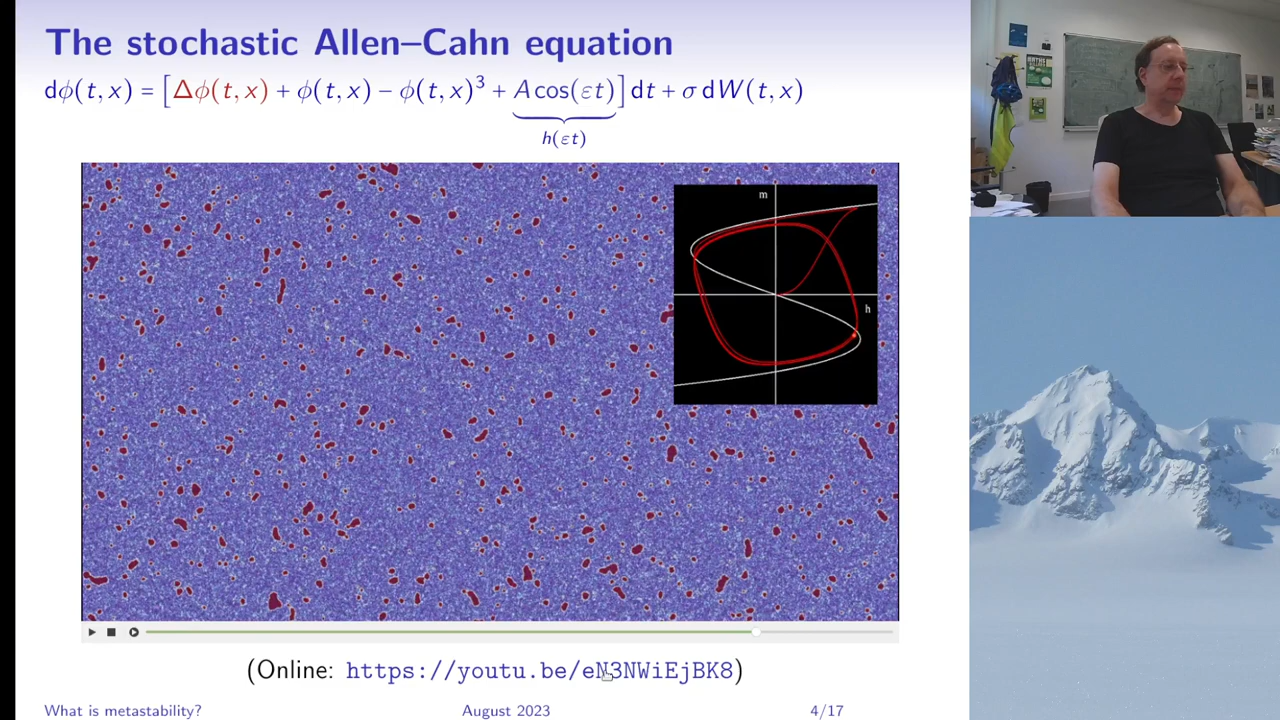 The stochastic Allen–Cahn equation
dϕ(t, x) = [Δϕ(t, x) + ϕ(t, x) − ϕ(t, x)³ + A cos(εt)] dt + σ dW(t, x)
h(εt)
m
h
(Online: https://youtu.be/eN3NWiEjBK8)
What is metastability? August 2023 4/17